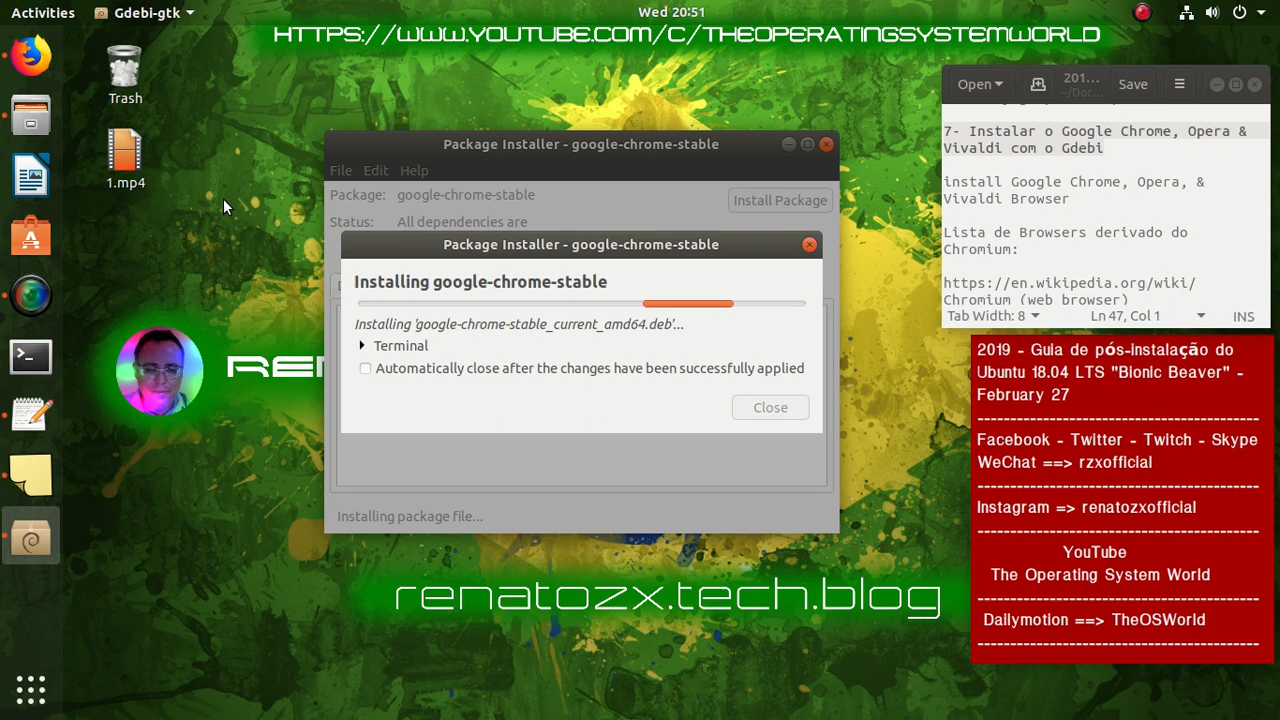 Activities
Gdebi-gtk
Wed 20:51
HTTPS://WWW.YOUTUBE.COM/C/THEOPERATINGSYSTEMWORLD
Trash
1.mp4
Package Installer - google-chrome-stable
File Edit Help
Package: google-chrome-stable
Install Package
Status: All dependencies are
Package Installer - google-chrome-stable
Installing google-chrome-stable
Installing 'google-chrome-stable_current_amd64.deb'...
Terminal
Automatically close after the changes have been successfully applied
Close
Installing package file...
renatozx.tech.blog
Open
201...
~/Doc...
Save
7- Instalar o Google Chrome, Opera &
Vivaldi com o Gdebi
install Google Chrome, Opera, &
Vivaldi Browser
Lista de Browsers derivado do
Chromium:
https://en.wikipedia.org/wiki/
Chromium_(web_browser)
Tab Width: 8
Ln 47, Col 1
INS
2019 - Guia de pós-Instalação do
Ubuntu 18.04 LTS "Bionic Beaver" -
February 27
-------------------------------------------
Facebook - Twitter - Twitch - Skype
WeChat ==> rzxofficial
-------------------------------------------
Instagram => renatozxofficial
-------------------------------------------
YouTube
The Operating System World
-------------------------------------------
Dailymotion ==> TheOSWorld
-------------------------------------------